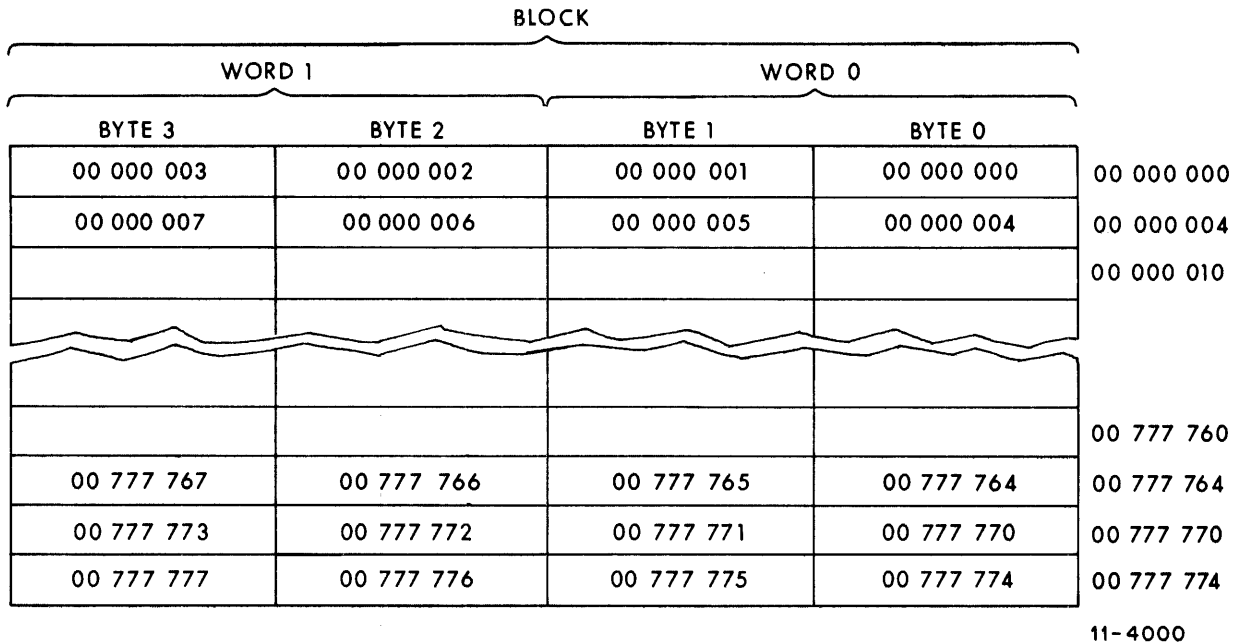 BLOCK
WORD 1 WORD 0
BYTE 3 BYTE 2 BYTE 1 BYTE 0
00 000 003 00 000 002 00 000 001 00 000 000 00 000 000
00 000 007 00 000 006 00 000 005 00 000 004 00 000 004
00 000 010
00 777 760
00 777 767 00 777 766 00 777 765 00 777 764 00 777 764
00 777 773 00 777 772 00 777 771 00 777 770 00 777 770
00 777 777 00 777 776 00 777 775 00 777 774 00 777 774
11-4000